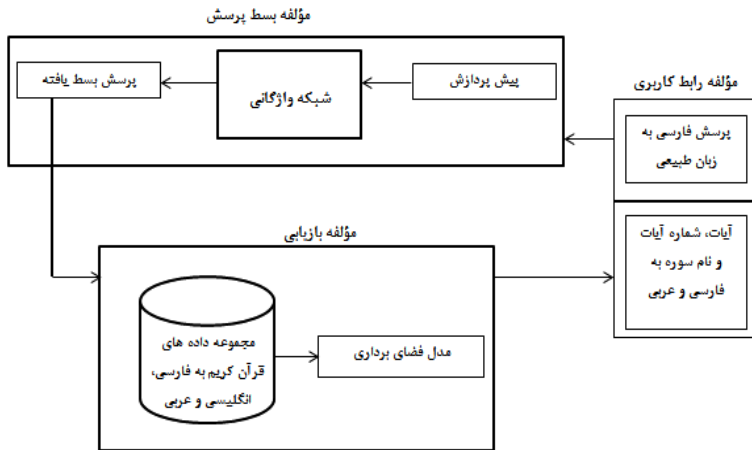 مؤلفه بسط پرسش
پیش پردازش
شبکه واژگانی
پرسش بسط یافته
مؤلفه رابط کاربری
پرسش فارسی به
زبان طبیعی
آیات، شماره آیات
و نام سوره به
فارسی و عربی
مؤلفه بازیابی
مجموعه داده های
قرآن کریم به فارسی،
انگلیسی و عربی
مدل فضای برداری